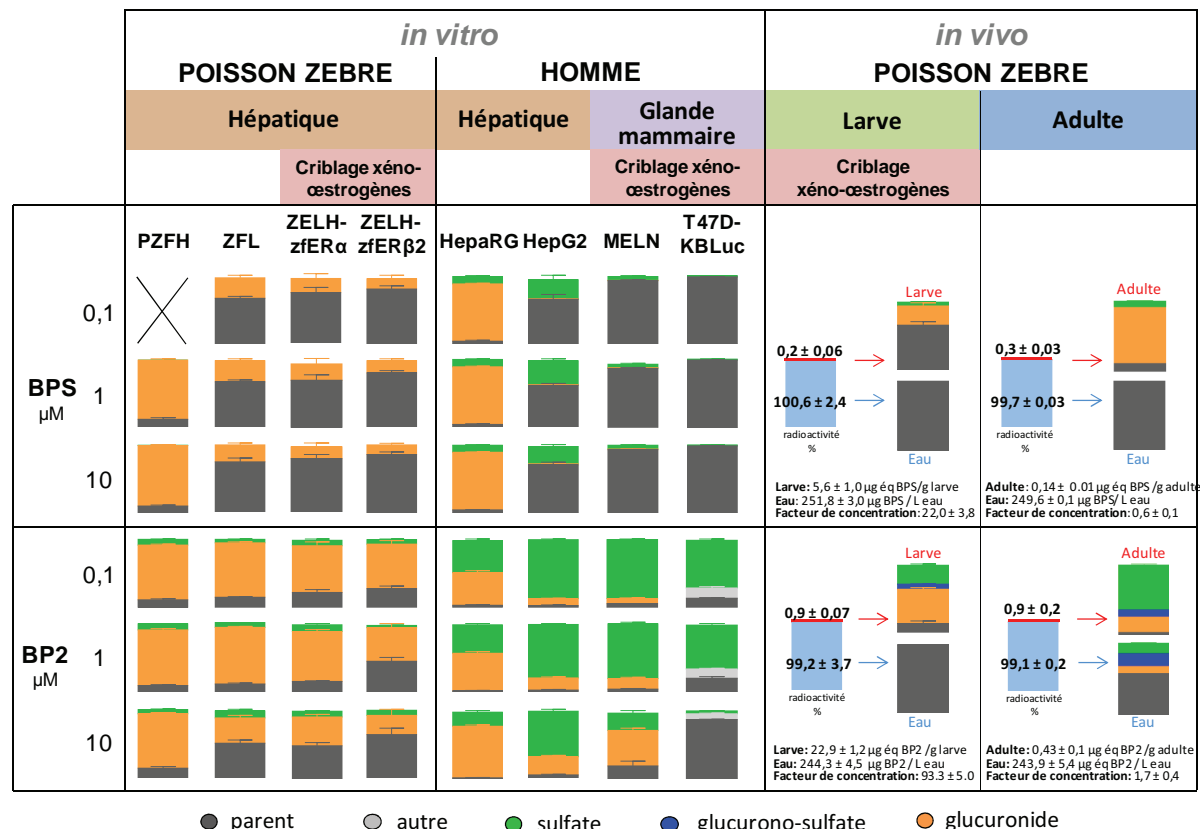 in vitro
in vivo
POISSON ZEBRE
HOMME
POISSON ZEBRE
Hépatique
Hépatique
Glande
mammaire
Larve
Adulte
Criblage xéno-
œstrogènes
Criblage xéno-
œstrogènes
Criblage
xéno-œstrogènes
PZFH
ZFL
ZELH-
zfERα
ZELH-
zfERβ2
HepaRG
HepG2
MELN
T47D-
KBLuc
BPS
µM
0,1
1
10
Larve
0,2 ± 0,06
100,6 ± 2,4
radioactivité
%
Eau
Larve: 5,6 ± 1,0 µg éq BPS/g larve
Eau: 251,8 ± 3,0 µg BPS / L eau
Facteur de concentration: 22,0 ± 3,8
Adulte
0,3 ± 0,03
99,7 ± 0,03
radioactivité
%
Eau
Adulte: 0,14 ± 0.01 µg éq BPS /g adulte
Eau: 249,6 ± 0,1 µg BPS/ L eau
Facteur de concentration: 0,6 ± 0,1
BP2
µM
0,1
1
10
Larve
0,9 ± 0,07
99,2 ± 3,7
radioactivité
%
Eau
Larve: 22,9 ± 1,2 µg éq BP2 /g larve
Eau: 244,3 ± 4,5 µg BP2 / L eau
Facteur de concentration: 93.3 ± 5.0
Adulte
0,9 ± 0,2
99,1 ± 0,2
radioactivité
%
Eau
Adulte: 0,43 ± 0,1 µg éq BP2 /g adulte
Eau: 243,9 ± 5,4 µg éq BP2 / L eau
Facteur de concentration: 1,7 ± 0,4
parent
autre
sulfate
glucurono-sulfate
glucuronide